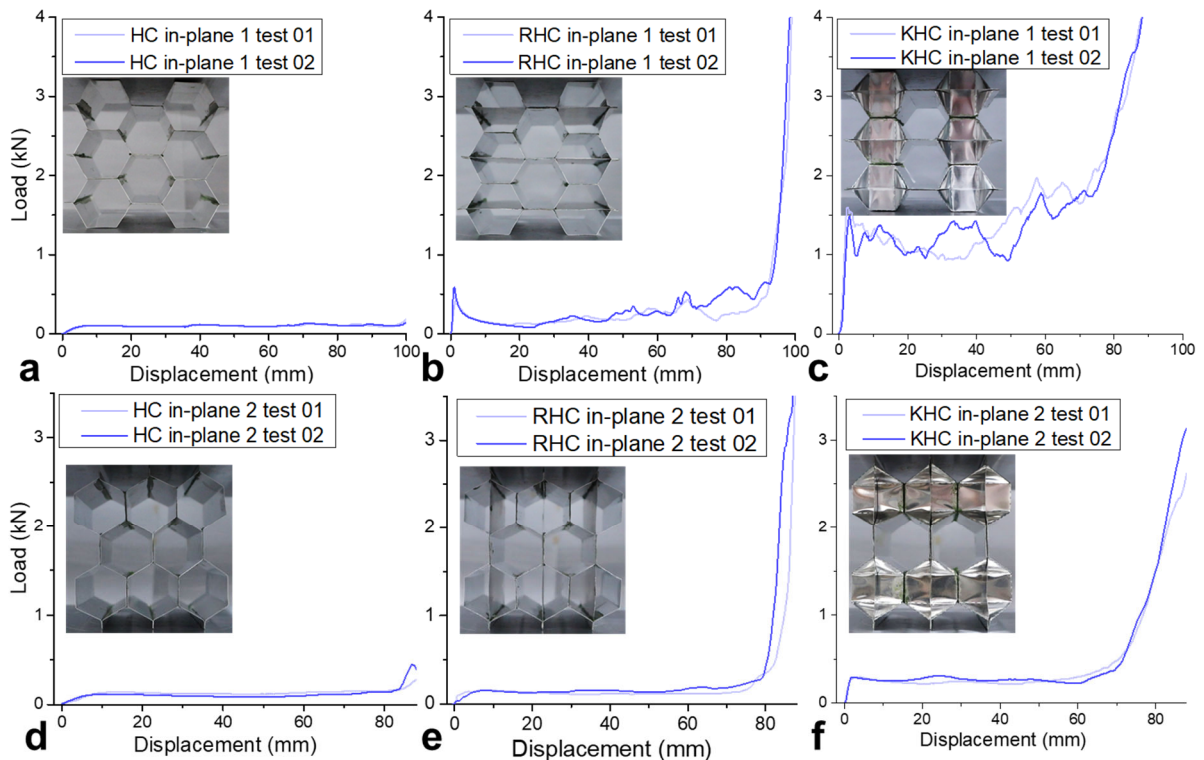 4
3
2
1
0
Load (kN)
HC in-plane 1 test 01
HC in-plane 1 test 02
0 20 40 60 80 100
Displacement (mm)
a
4
3
2
1
0
RHC in-plane 1 test 01
RHC in-plane 1 test 02
0 20 40 60 80 100
Displacement (mm)
b
4
3
2
1
0
KHC in-plane 1 test 01
KHC in-plane 1 test 02
0 20 40 60 80 100
Displacement (mm)
c
3
2
1
0
Load (kN)
HC in-plane 2 test 01
HC in-plane 2 test 02
0 20 40 60 80
Displacement (mm)
d
3
2
1
0
RHC in-plane 2 test 01
RHC in-plane 2 test 02
0 20 40 60 80
Displacement (mm)
e
3
2
1
0
KHC in-plane 2 test 01
KHC in-plane 2 test 02
0 20 40 60 80
Displacement (mm)
f